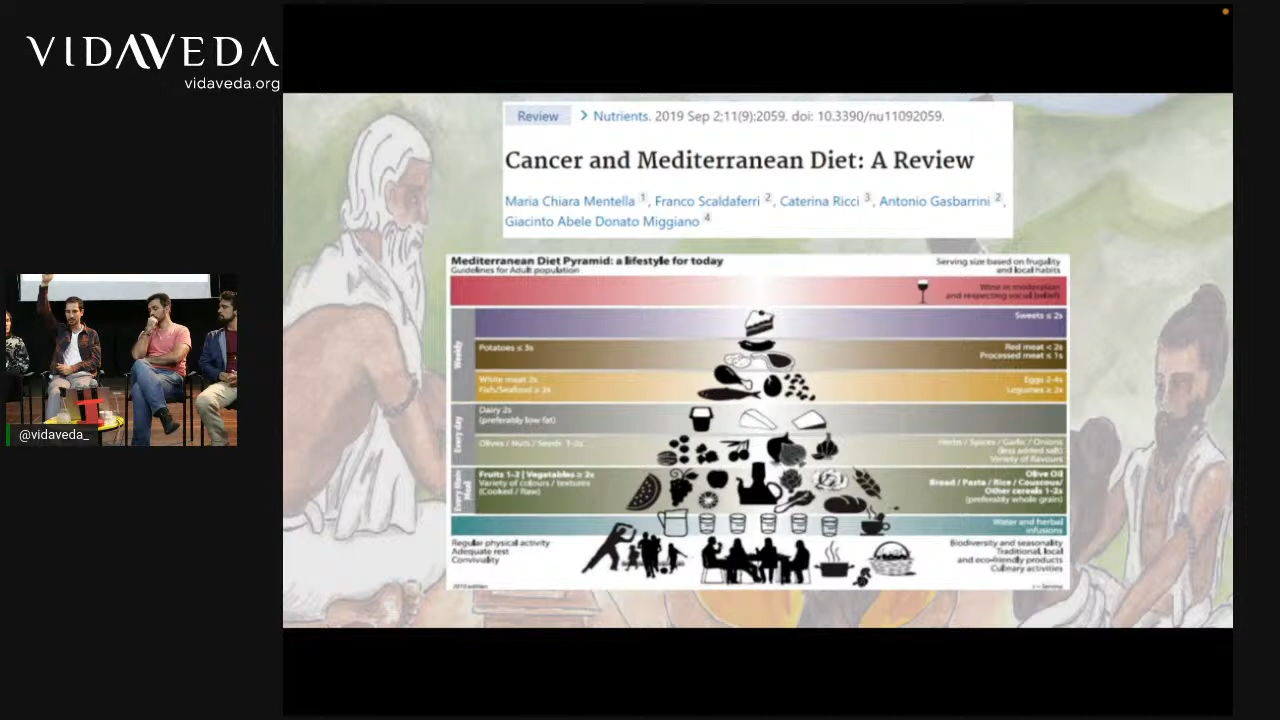 VIDAVEDA
vidaveda.org
@vidaveda_
Review > Nutrients. 2019 Sep 2;11(9):2059. doi: 10.3390/nu11092059.
Cancer and Mediterranean Diet: A Review
Maria Chiara Mentella 1, Franco Scaldaferri 2, Caterina Ricci 3, Antonio Gasbarrini 2,
Giacinto Abele Donato Miggiano 4
Mediterranean Diet Pyramid: a lifestyle for today
Guidelines for Adult population
Serving size based on frugality
and local habits
Wine in moderation
and respecting social beliefs
Weekly
Sweets ≤ 2s
Potatoes ≤ 3s
Red meat < 2s
Processed meat ≤ 1s
White meat 2s
Fish/Seafood ≥ 2s
Eggs 2-4s
Legumes ≥ 2s
Every day
Dairy 2s
(preferably low fat)
Olives / Nuts / Seeds 1-2s
Herbs / Spices / Garlic / Onions
(less added salt)
Variety of flavours
Every Main
Meal
Fruits 1-2 | Vegetables ≥ 2s
Variety of colours / textures
(Cooked / Raw)
Olive Oil
Bread / Pasta / Rice / Couscous/
Other cereals 1-2s
(preferably whole grain)
Water and herbal
infusions
Regular physical activity
Adequate rest
Conviviality
Biodiversity and seasonality
Traditional, local
and eco-friendly products
Culinary activities
2010 edition
s = Serving